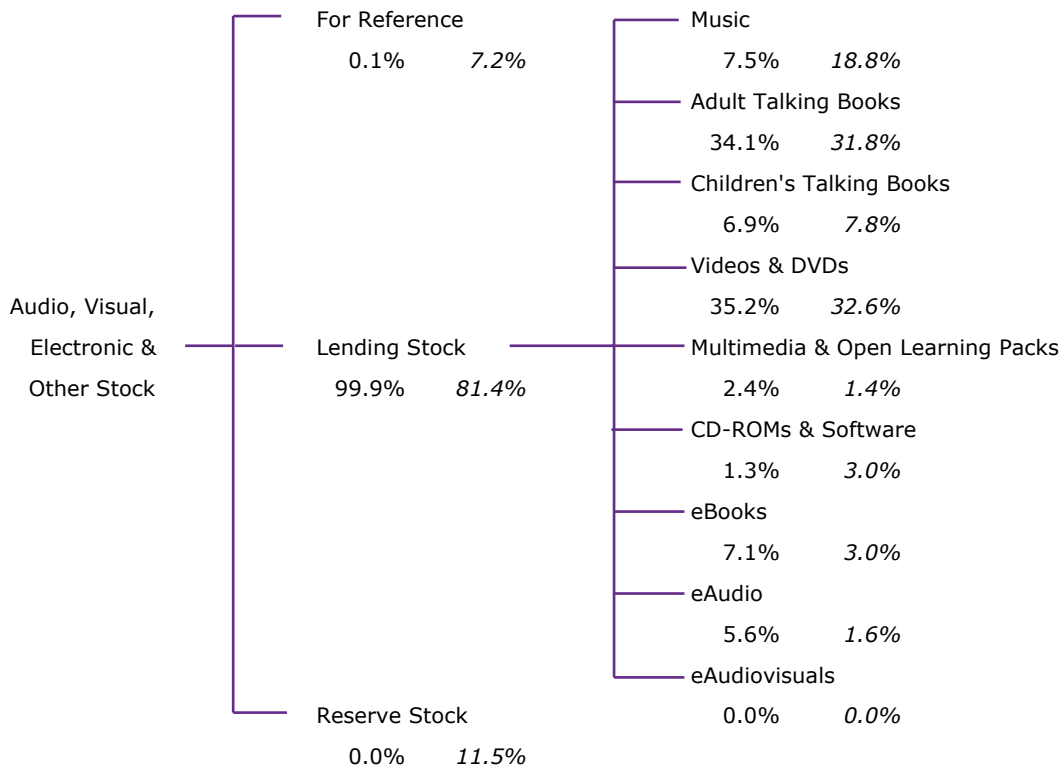 Audio, Visual,
Electronic &
Other Stock
For Reference
0.1% 7.2%
Lending Stock
99.9% 81.4%
Reserve Stock
0.0% 11.5%
Music
7.5% 18.8%
Adult Talking Books
34.1% 31.8%
Children's Talking Books
6.9% 7.8%
Videos & DVDs
35.2% 32.6%
Multimedia & Open Learning Packs
2.4% 1.4%
CD-ROMs & Software
1.3% 3.0%
eBooks
7.1% 3.0%
eAudio
5.6% 1.6%
eAudiovisuals
0.0% 0.0%